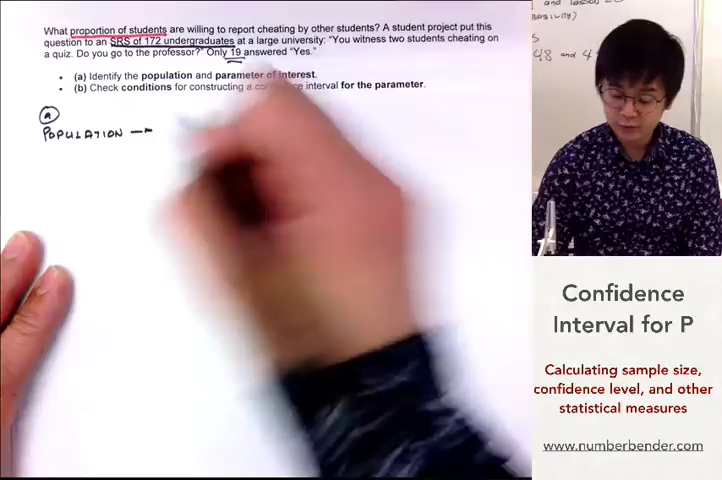 What proportion of students are willing to report cheating by other students? A student project put this
question to an SRS of 172 undergraduates at a large university: "You witness two students cheating on
a quiz. Do you go to the professor?" Only 19 answered "Yes."
• (a) Identify the population and parameter of interest.
• (b) Check conditions for constructing a confidence interval for the parameter.
a
POPULATION
48 and 4
Confidence
Interval for P
Calculating sample size,
confidence level, and other
statistical measures
www.numberbender.com